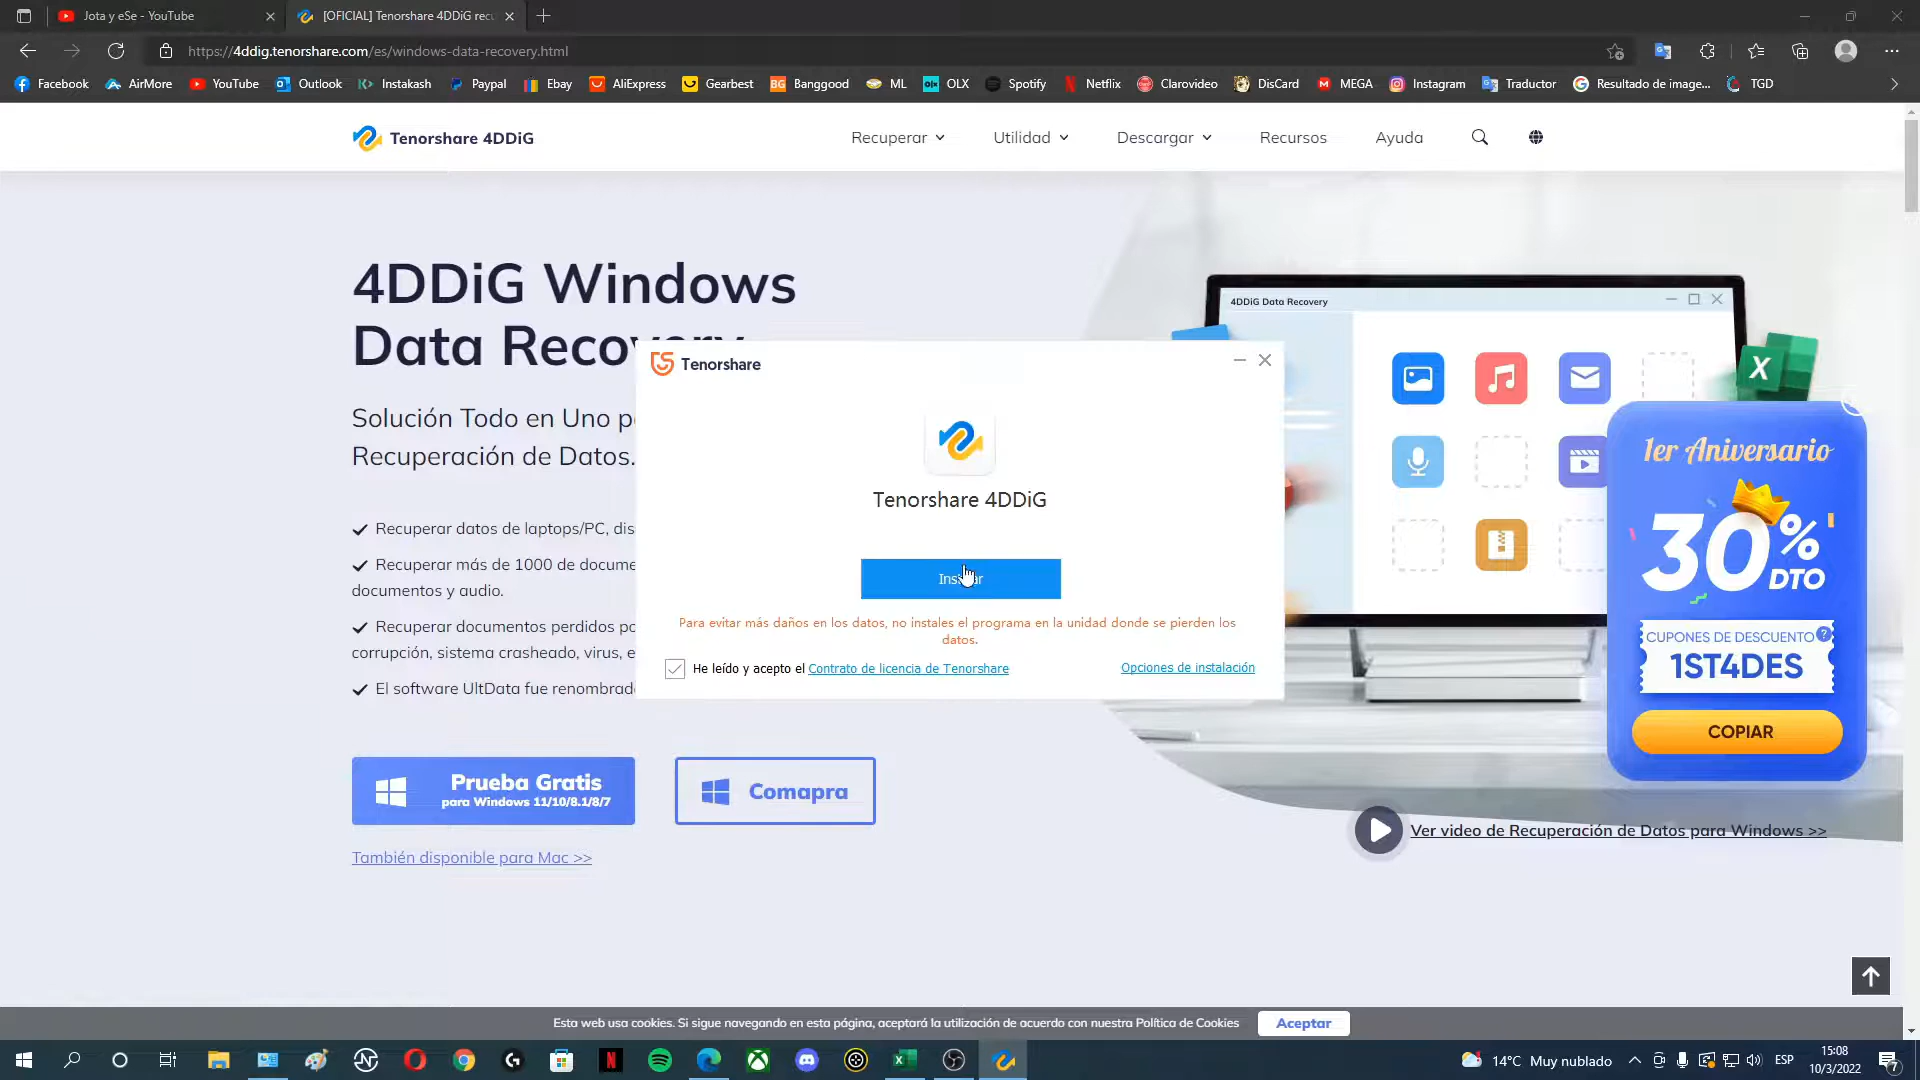 Jota y eSe - YouTube
[OFICIAL] Tenorshare 4DDiG recu
https://4ddig.tenorshare.com/es/windows-data-recovery.html
Facebook
AirMore
YouTube
Outlook
Instakash
Paypal
Ebay
AliExpress
Gearbest
Banggood
ML
OLX
Spotify
Netflix
Clarovideo
DisCard
MEGA
Instagram
Traductor
Resultado de image...
TGD
Tenorshare 4DDiG
Recuperar
Utilidad
Descargar
Recursos
Ayuda
4DDiG Windows
Data Recovery
Solución Todo en Uno p
Recuperación de Datos.
Recuperar datos de laptops/PC, dis
Recuperar más de 1000 de docume
documentos y audio.
Recuperar documentos perdidos po
corrupción, sistema crasheado, virus, e
El software UltData fue renombrad
Prueba Gratis
para Windows 11/10/8.1/8/7
Comapra
También disponible para Mac >>
Tenorshare
Tenorshare 4DDiG
Para evitar más daños en los datos, no instales el programa en la unidad donde se pierden los
datos.
He leído y acepto el Contrato de licencia de Tenorshare
Opciones de instalación
4DDiG Data Recovery
X
1er Aniversario
30%
DTO
CUPONES DE DESCUENTO ?
1ST4DES
COPIAR
Ver video de Recuperación de Datos para Windows >>
Esta web usa cookies. Si sigue navegando en esta página, aceptará la utilización de acuerdo con nuestra Política de Cookies
Aceptar
14°C Muy nublado
ESP
15:08
10/3/2022
7